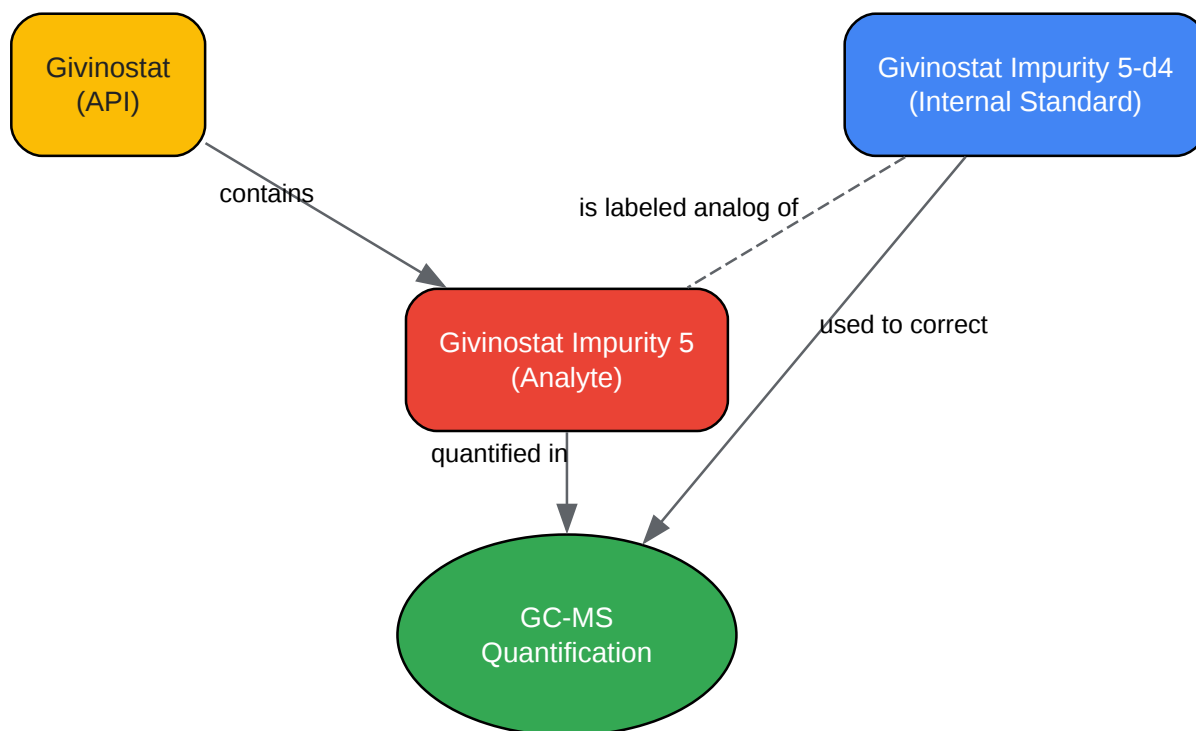 Givinostat
(API)
Givinostat Impurity 5-d4
(Internal Standard)
contains
is labeled analog of
used to correct
Givinostat Impurity 5
(Analyte)
quantified in
GC-MS
Quantification